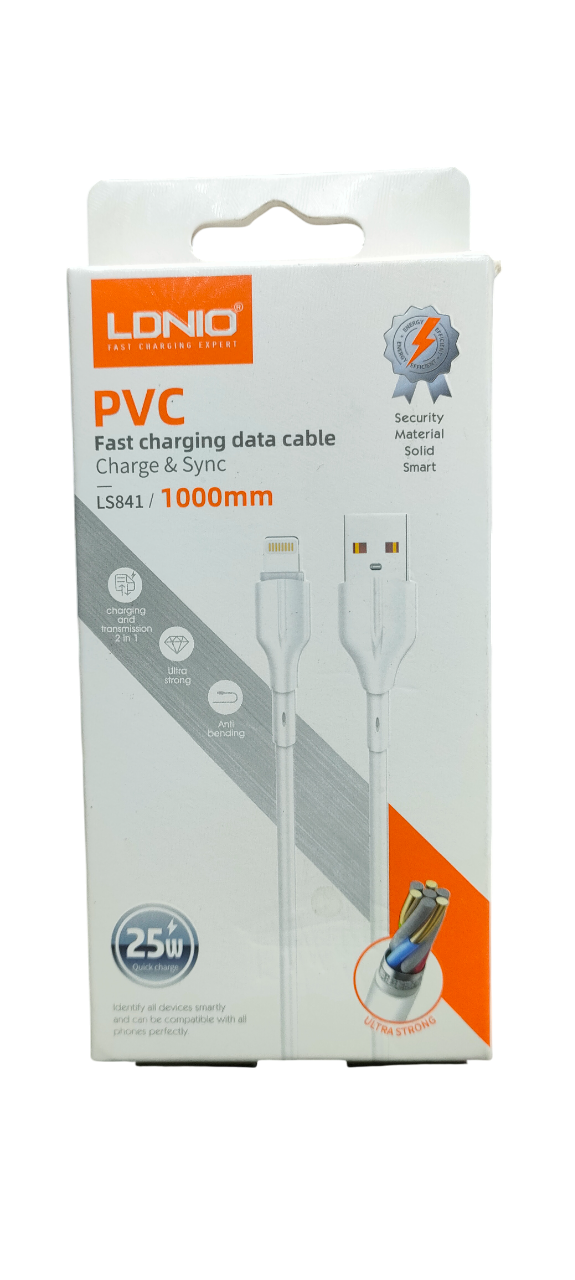 LDNIO®
FAST CHARGING EXPERT
PVC
Fast charging data cable
Charge & Sync
LS841 / 1000mm
ENERGY EFFICIENT
Security
Material
Solid
Smart
charging
and
transmission
2 in 1
Ultra
strong
Anti
bending
25W
Quick charge
Identify all devices smartly
and can be compatible with all
phones perfectly
ULTRA STRONG